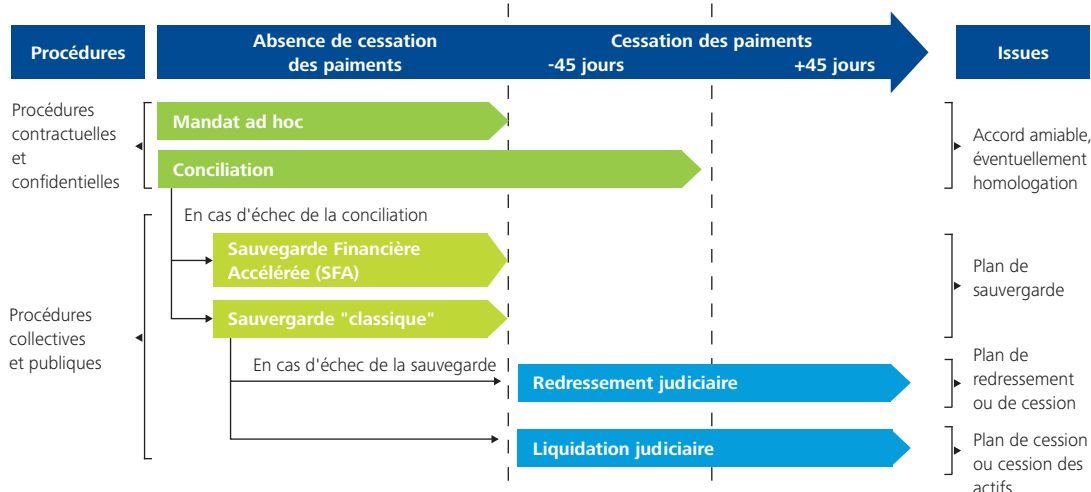 Procédures
Absence de cessation
des paiments
Cessation des paiments
-45 jours
+45 jours
Issues
Procédures
contractuelles
et
confidentielles
Mandat ad hoc
Conciliation
Accord amiable,
éventuellement
homologation
En cas d'échec de la conciliation
Sauvegarde Financière
Accélérée (SFA)
Sauvergarde "classique"
Plan de
sauvergarde
Procédures
collectives
et publiques
En cas d'échec de la sauvegarde
Redressement judiciaire
Plan de
redressement
ou de cession
Liquidation judiciaire
Plan de cession
ou cession des
actifs